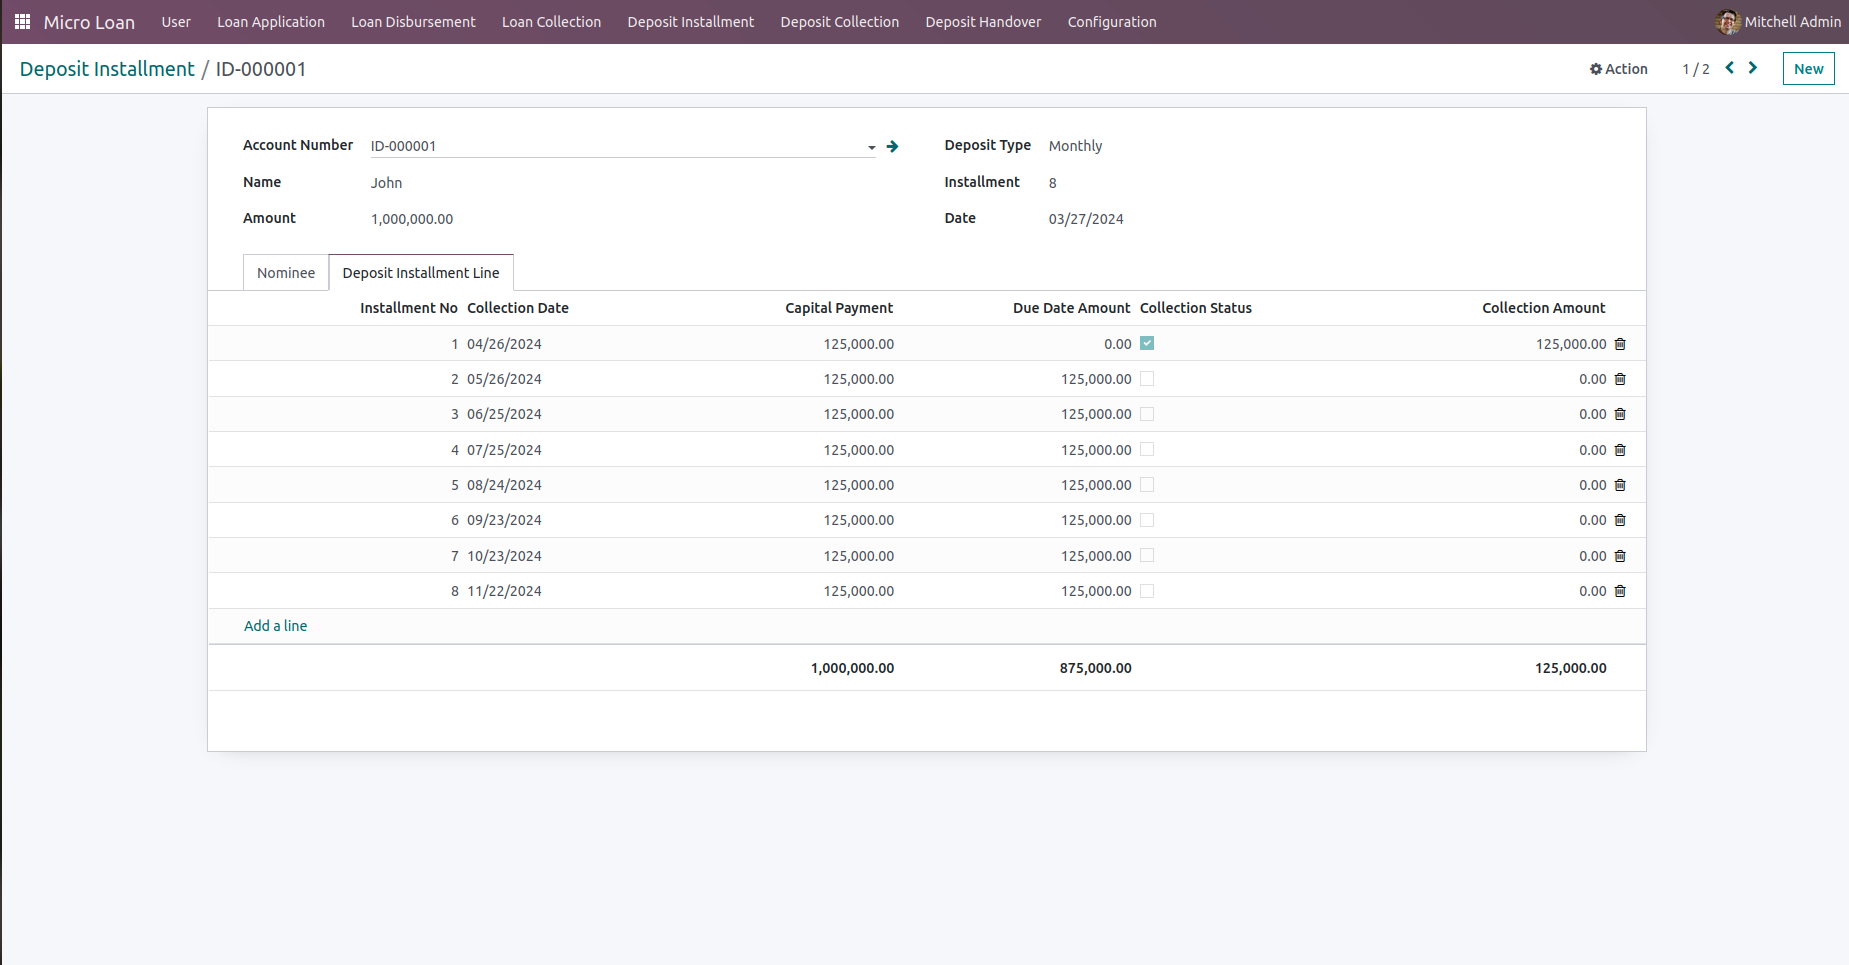 Micro Loan User Loan Application Loan Disbursement Loan Collection Deposit Installment Deposit Collection Deposit Handover Configuration Mitchell Admin
Deposit Installment / ID-000001 Action 1 / 2 New
Account Number ID-000001 Deposit Type Monthly
Name John Installment 8
Amount 1,000,000.00 Date 03/27/2024
Nominee Deposit Installment Line
Installment No Collection Date Capital Payment Due Date Amount Collection Status Collection Amount
1 04/26/2024 125,000.00 0.00 125,000.00
2 05/26/2024 125,000.00 125,000.00 0.00
3 06/25/2024 125,000.00 125,000.00 0.00
4 07/25/2024 125,000.00 125,000.00 0.00
5 08/24/2024 125,000.00 125,000.00 0.00
6 09/23/2024 125,000.00 125,000.00 0.00
7 10/23/2024 125,000.00 125,000.00 0.00
8 11/22/2024 125,000.00 125,000.00 0.00
Add a line
1,000,000.00 875,000.00 125,000.00